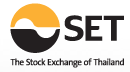 SET
The Stock Exchange of Thailand